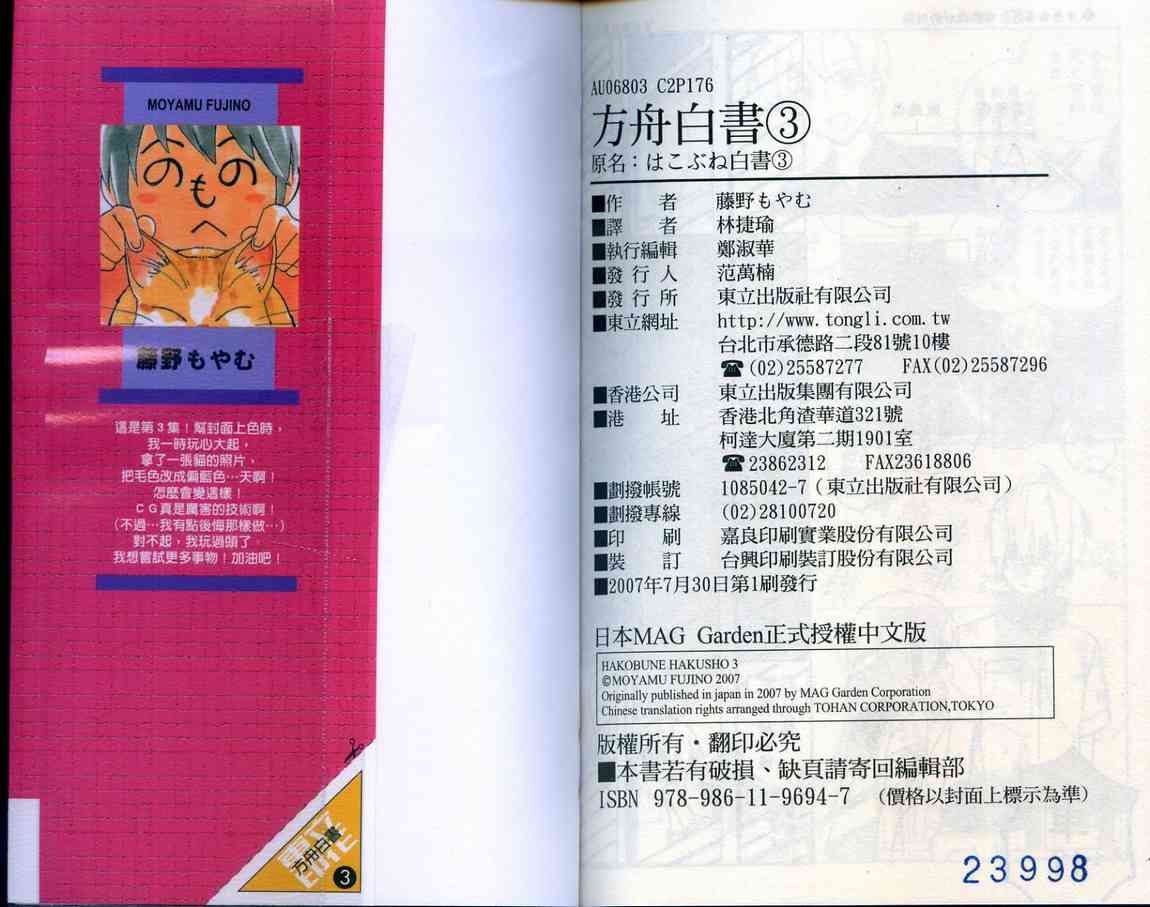 MOYAMU FUJINO
のもの
へ
藤野もやむ
這是第3集！幫封面上色時，
我一時玩心大起，
拿了一張貓的照片，
把毛色改成偏藍色…天啊！
怎麼會變這樣！
CG真是厲害的技術啊！
（不過…我有點後悔那樣做…）
對不起，我玩過頭了。
我想嘗試更多事物！加油吧！
東立
方舟白書
3
AU06803 C2P176
方舟白書③
原名：はこぶね白書③
■作　者　藤野もやむ
■譯　者　林捷瑜
■執行編輯　鄭淑華
■發行人　范萬楠
■發行所　東立出版社有限公司
■東立網址　http://www.tongli.com.tw
台北市承德路二段81號10樓
☎(02)25587277　FAX(02)25587296
■香港公司　東立出版集團有限公司
■港　址　香港北角渣華道321號
柯達大廈第二期1901室
☎23862312　FAX23618806
■劃撥帳號　1085042-7（東立出版社有限公司）
■劃撥專線　(02)28100720
■印　刷　嘉良印刷實業股份有限公司
■裝　訂　台興印刷裝訂股份有限公司
■2007年7月30日第1刷發行
日本MAG Garden正式授權中文版
HAKOBUNE HAKUSHO 3
©MOYAMU FUJINO 2007
Originally published in japan in 2007 by MAG Garden Corporation
Chinese translation rights arranged through TOHAN CORPORATION,TOKYO
版權所有・翻印必究
■本書若有破損、缺頁請寄回編輯部
ISBN 978-986-11-9694-7　（價格以封面上標示為準）
23998